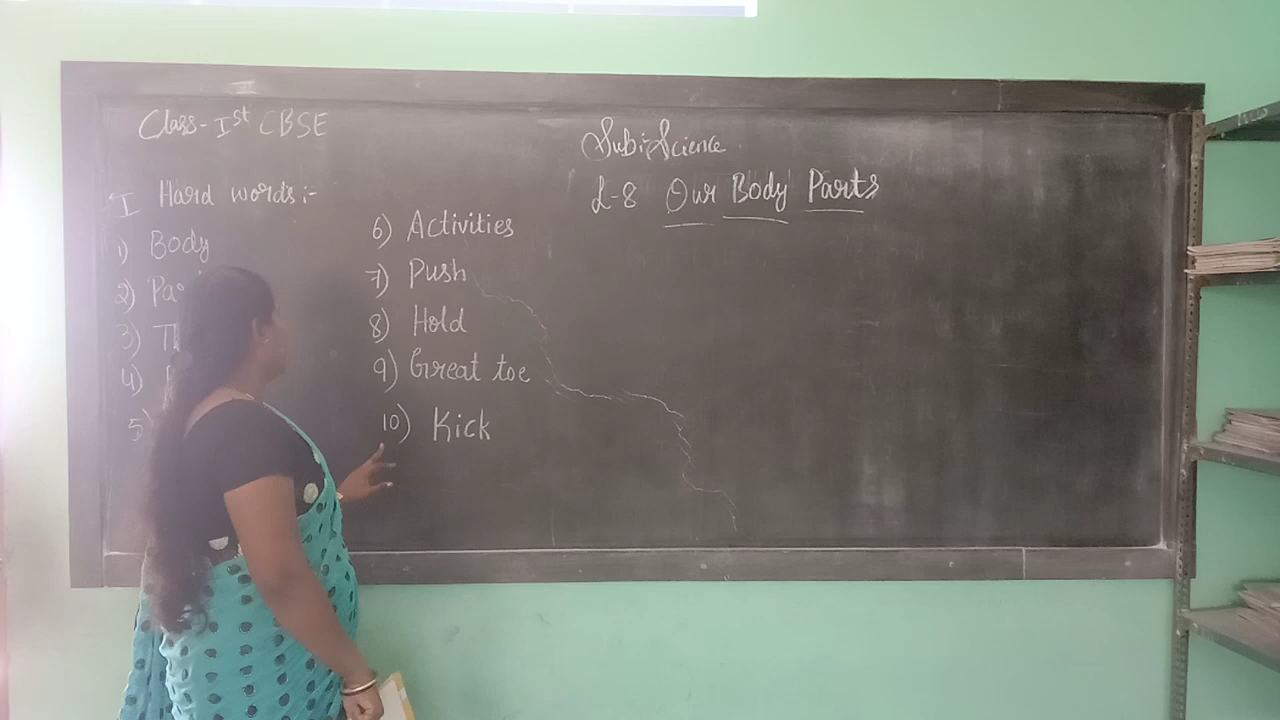 Class- Ist CBSE
Sub:- Science
L-8 Our Body Parts
I Hard words:-
1) Body
2)
3)
4)
5)
6) Activities
7) Push
8) Hold
9) Great toe
10) Kick